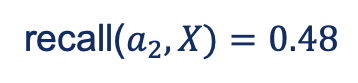 recall(a₂, X) = 0.48